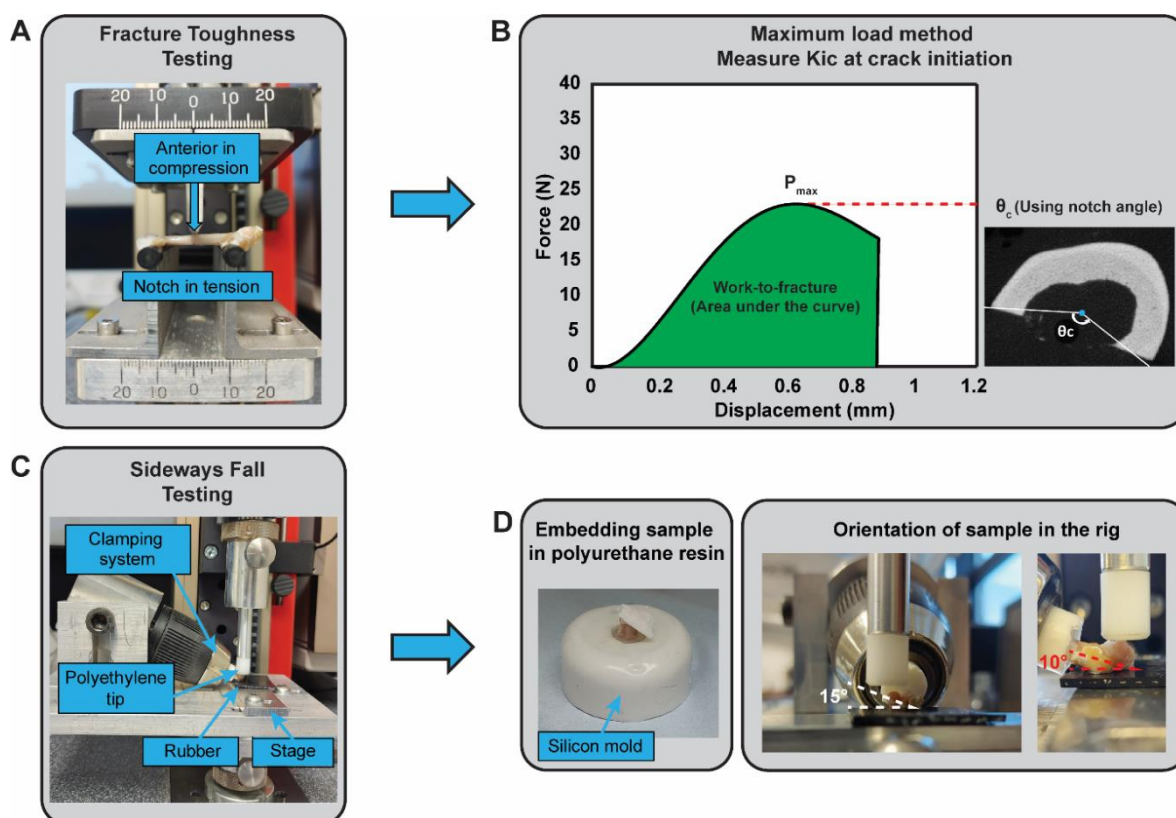 A
Fracture Toughness
Testing
20 10 0 10 20
Anterior in
compression
Notch in tension
20 10 0 10 20
B
Maximum load method
Measure Kic at crack initiation
40
35
30
25
20
15
10
5
0
Force (N)
Pmax
Work-to-fracture
(Area under the curve)
0 0.2 0.4 0.6 0.8 1 1.2
Displacement (mm)
θc (Using notch angle)
θc
C
Sideways Fall
Testing
Clamping
system
Polyethylene
tip
Rubber
Stage
D
Embedding sample
in polyurethane resin
Silicon mold
Orientation of sample in the rig
15°
10°